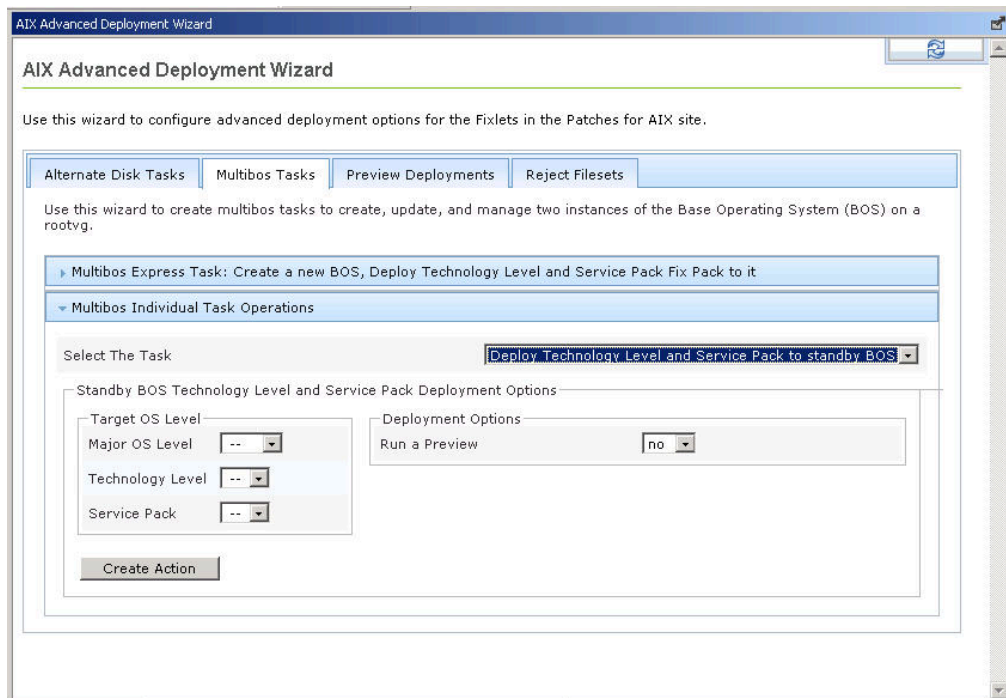 AIX Advanced Deployment Wizard
AIX Advanced Deployment Wizard
Use this wizard to configure advanced deployment options for the Fixlets in the Patches for AIX site.
Alternate Disk Tasks
Multibos Tasks
Preview Deployments
Reject Filesets
Use this wizard to create multibos tasks to create, update, and manage two instances of the Base Operating System (BOS) on a
rootvg.
Multibos Express Task: Create a new BOS, Deploy Technology Level and Service Pack Fix Pack to it
Multibos Individual Task Operations
Select The Task
Deploy Technology Level and Service Pack to standby BOS
Standby BOS Technology Level and Service Pack Deployment Options
Target OS Level
Major OS Level --
Technology Level --
Service Pack --
Deployment Options
Run a Preview no
Create Action